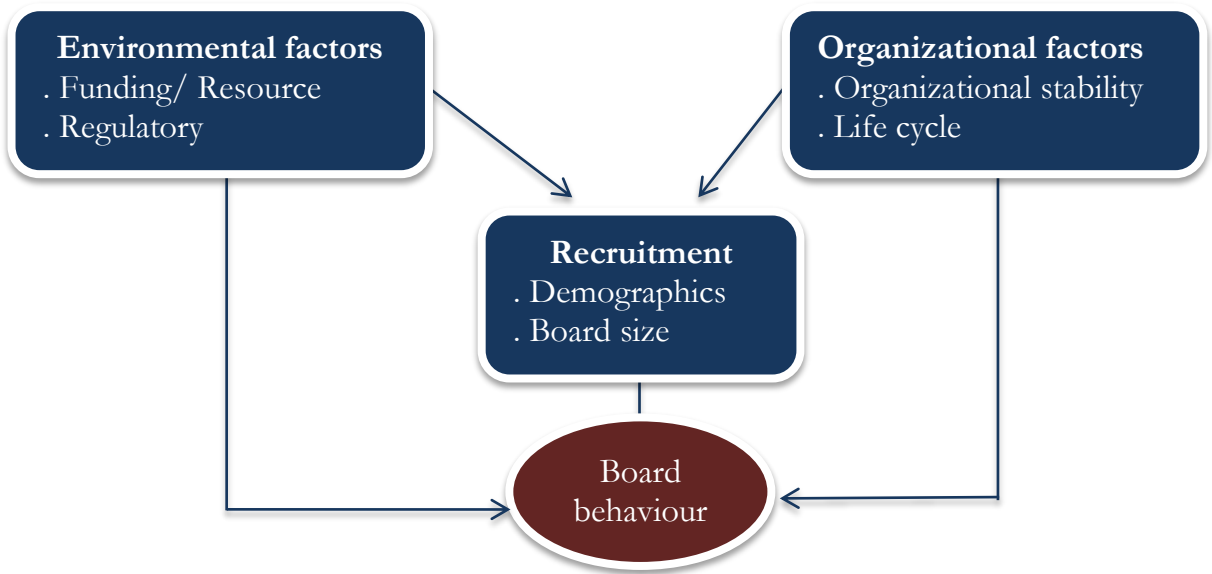 Environmental factors
. Funding/ Resource
. Regulatory
Organizational factors
. Organizational stability
. Life cycle
Recruitment
. Demographics
. Board size
Board
behaviour